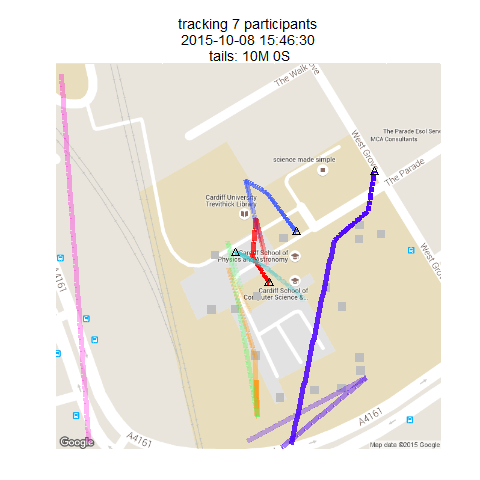 tracking 7 participants
2015-10-08 15:46:30
tails: 10M 0S
The Walk
ve
West Grove
The Parade Esol Serv
MCA Consultants
science made simple
The Parade
Cardiff University
Trevithick Library
West Grove
Cardiff School of
Physics and Astronomy
A4161
Cardiff School of
Computer Science &...
A4161
A4161
Google
Map data ©2015 Google